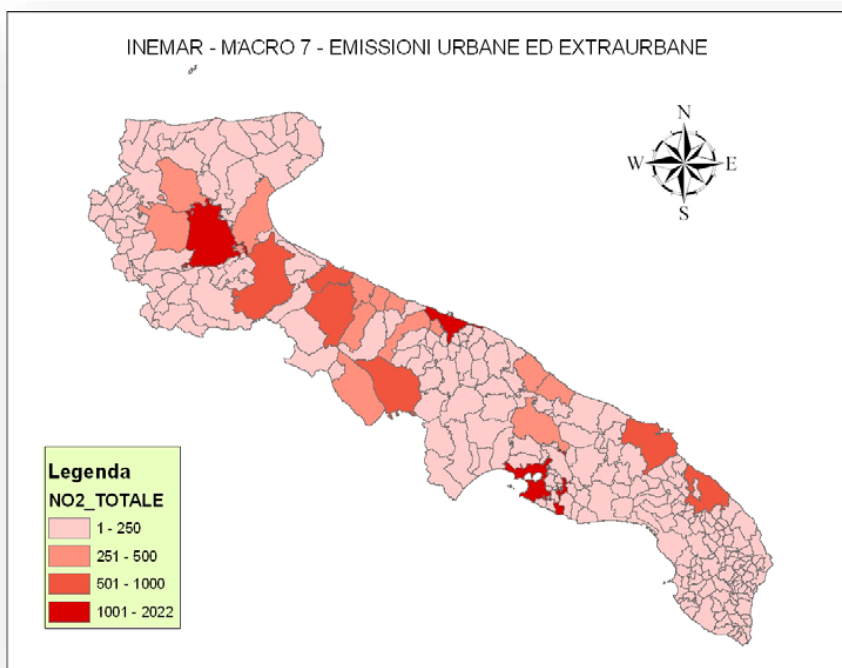 INEMAR - MACRO 7 - EMISSIONI URBANE ED EXTRAURBANE
N
W E
S
Legenda
NO2_TOTALE
1 - 250
251 - 500
501 - 1000
1001 - 2022